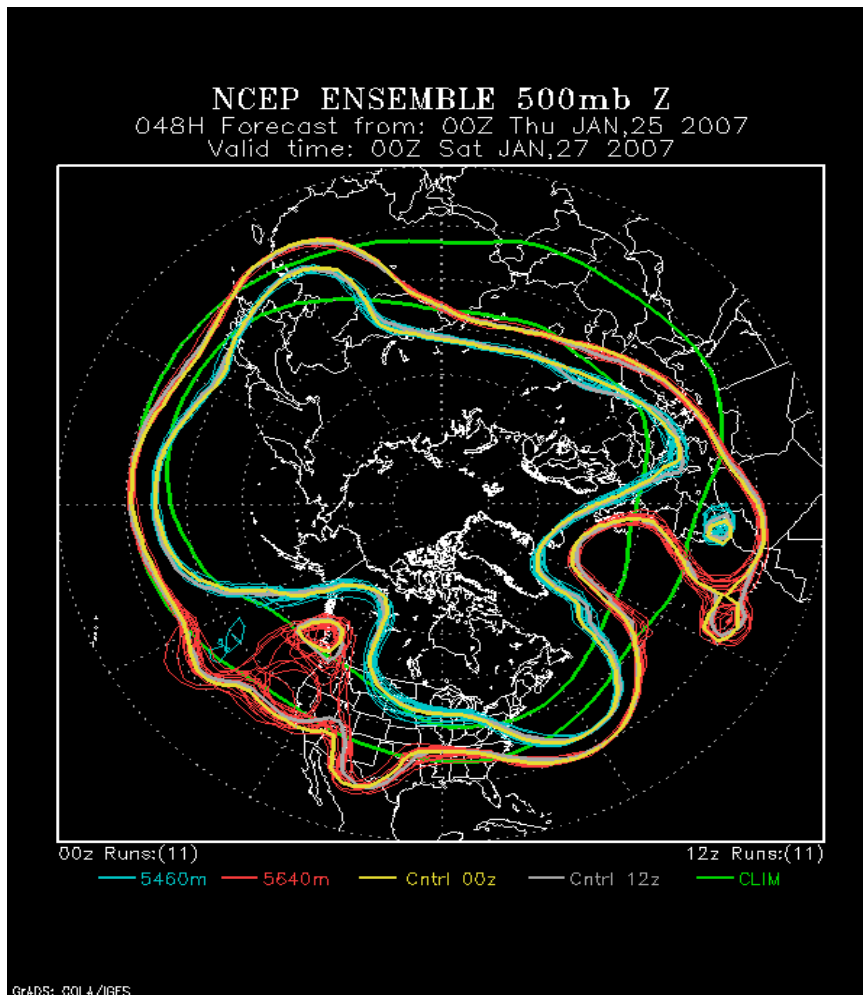 NCEP ENSEMBLE 500mb Z
048H Forecast from: 00Z Thu JAN,25 2007
Valid time: 00Z Sat JAN,27 2007
00z Runs:(11) 12z Runs:(11)
5460m 5640m Cntrl 00z Cntrl 12z CLIM
GrADS: COLA/IGES